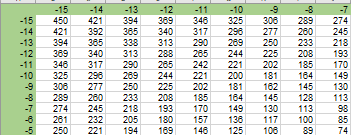 -15 -14 -13 -12 -11 -10 -9 -8 -7
-15 450 421 394 369 346 325 306 289 274
-14 421 392 365 340 317 296 277 260 245
-13 394 365 338 313 290 269 250 233 218
-12 369 340 313 288 265 244 225 208 193
-11 346 317 290 265 242 221 202 185 170
-10 325 296 269 244 221 200 181 164 149
-9 306 277 250 225 202 181 162 145 130
-8 289 260 233 208 185 164 145 128 113
-7 274 245 218 193 170 149 130 113 98
-6 261 232 205 180 157 136 117 100 85
-5 250 221 194 169 146 125 106 89 74